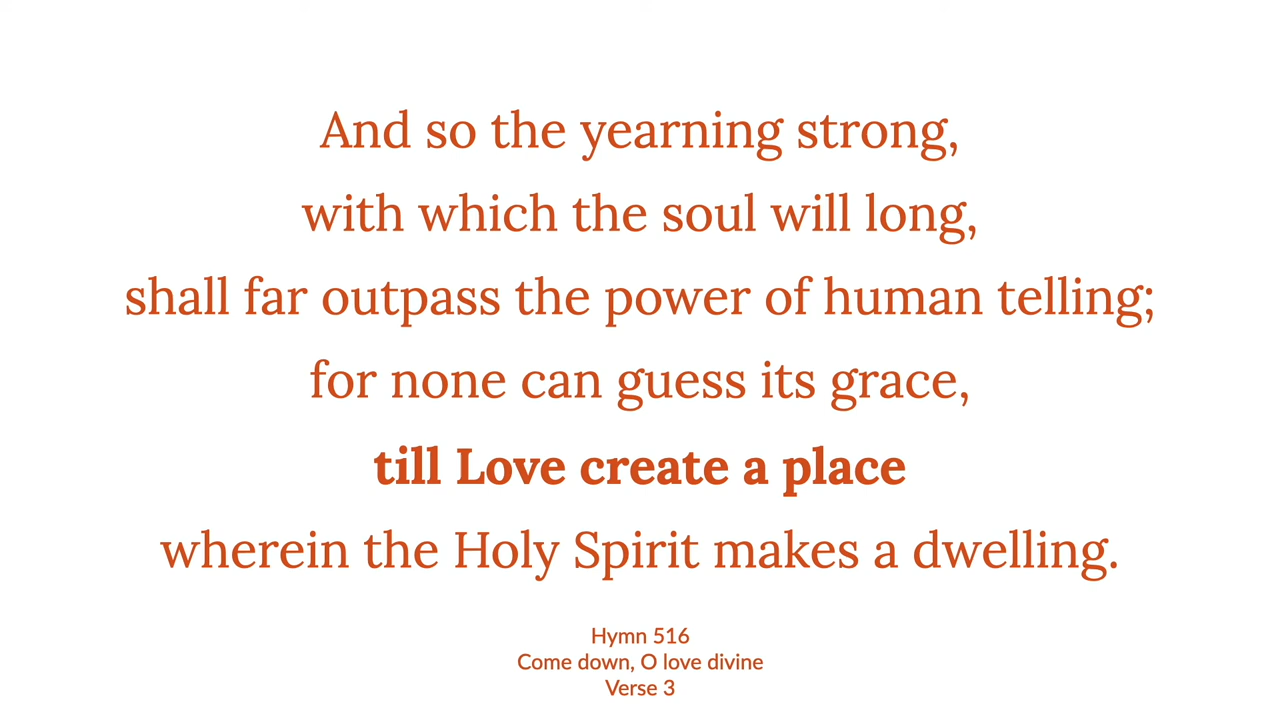 And so the yearning strong,
with which the soul will long,
shall far outpass the power of human telling;
for none can guess its grace,
till Love create a place
wherein the Holy Spirit makes a dwelling.
Hymn 516
Come down, O love divine
Verse 3